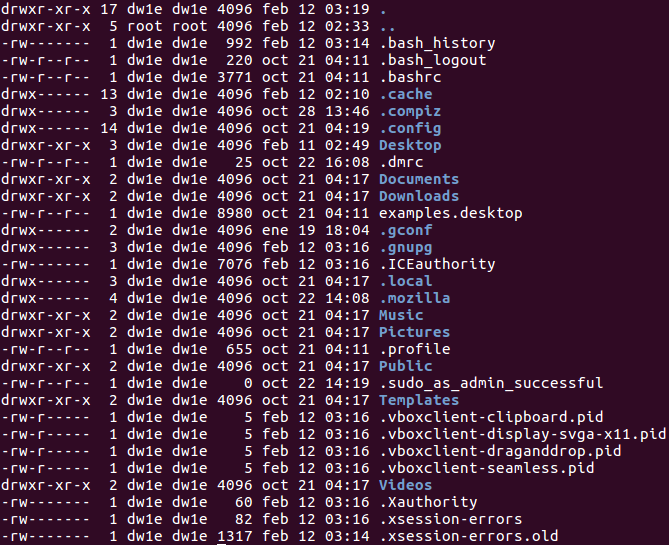 drwxr-xr-x 17 dw1e dw1e 4096 feb 12 03:19 .
drwxr-xr-x  5 root root 4096 feb 12 02:33 ..
-rw-------  1 dw1e dw1e  992 feb 12 03:14 .bash_history
-rw-r--r--  1 dw1e dw1e  220 oct 21 04:11 .bash_logout
-rw-r--r--  1 dw1e dw1e 3771 oct 21 04:11 .bashrc
drwx------ 13 dw1e dw1e 4096 feb 12 02:10 .cache
drwx------  3 dw1e dw1e 4096 oct 28 13:46 .compiz
drwx------ 14 dw1e dw1e 4096 oct 21 04:19 .config
drwxr-xr-x  3 dw1e dw1e 4096 feb 11 02:49 Desktop
-rw-r--r--  1 dw1e dw1e   25 oct 22 16:08 .dmrc
drwxr-xr-x  2 dw1e dw1e 4096 oct 21 04:17 Documents
drwxr-xr-x  2 dw1e dw1e 4096 oct 21 04:17 Downloads
-rw-r--r--  1 dw1e dw1e 8980 oct 21 04:11 examples.desktop
drwx------  2 dw1e dw1e 4096 ene 19 18:04 .gconf
drwx------  3 dw1e dw1e 4096 feb 12 03:16 .gnupg
-rw-------  1 dw1e dw1e 7076 feb 12 03:16 .ICEauthority
drwx------  3 dw1e dw1e 4096 oct 21 04:17 .local
drwx------  4 dw1e dw1e 4096 oct 22 14:08 .mozilla
drwxr-xr-x  2 dw1e dw1e 4096 oct 21 04:17 Music
drwxr-xr-x  2 dw1e dw1e 4096 oct 21 04:17 Pictures
-rw-r--r--  1 dw1e dw1e  655 oct 21 04:11 .profile
drwxr-xr-x  2 dw1e dw1e 4096 oct 21 04:17 Public
-rw-r--r--  1 dw1e dw1e    0 oct 22 14:19 .sudo_as_admin_successful
drwxr-xr-x  2 dw1e dw1e 4096 oct 21 04:17 Templates
-rw-r-----  1 dw1e dw1e    5 feb 12 03:16 .vboxclient-clipboard.pid
-rw-r-----  1 dw1e dw1e    5 feb 12 03:16 .vboxclient-display-svga-x11.pid
-rw-r-----  1 dw1e dw1e    5 feb 12 03:16 .vboxclient-draganddrop.pid
-rw-r-----  1 dw1e dw1e    5 feb 12 03:16 .vboxclient-seamless.pid
drwxr-xr-x  2 dw1e dw1e 4096 oct 21 04:17 Videos
-rw-------  1 dw1e dw1e   60 feb 12 03:16 .Xauthority
-rw-------  1 dw1e dw1e   82 feb 12 03:16 .xsession-errors
-rw-------  1 dw1e dw1e 1317 feb 12 03:14 .xsession-errors.old